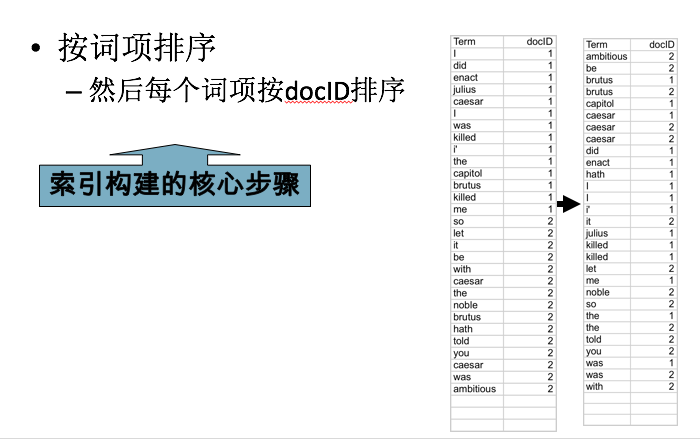 • 按词项排序
– 然后每个词项按docID排序
索引构建的核心步骤
Term docID
I 1
did 1
enact 1
julius 1
caesar 1
I 1
was 1
killed 1
i' 1
the 1
capitol 1
brutus 1
killed 1
me 1
so 2
let 2
it 2
be 2
with 2
caesar 2
the 2
noble 2
brutus 2
hath 2
told 2
you 2
caesar 2
was 2
ambitious 2
Term docID
ambitious 2
be 2
brutus 1
brutus 2
capitol 1
caesar 1
caesar 2
caesar 2
did 1
enact 1
hath 1
I 1
I 1
i' 1
it 2
julius 1
killed 1
killed 1
let 2
me 1
noble 2
so 2
the 1
the 2
told 2
you 2
was 1
was 2
with 2